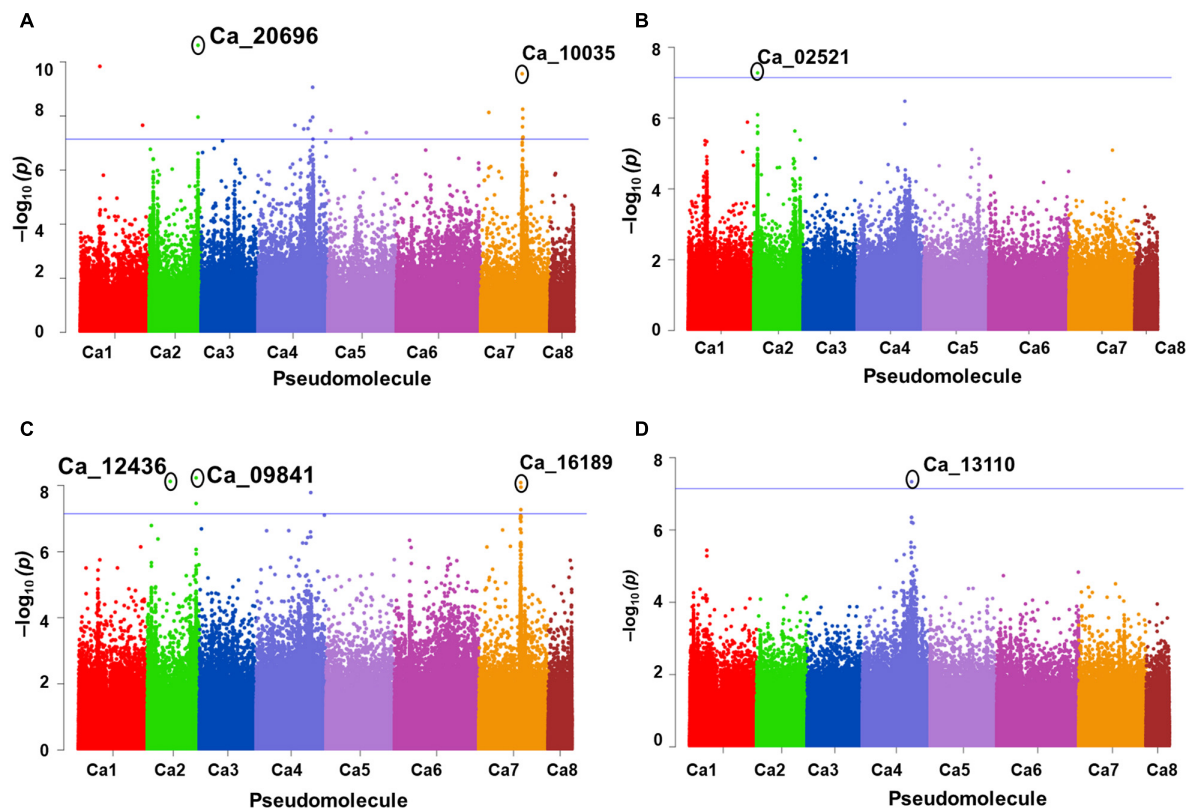 A
Ca_20696
Ca_10035
10
8
6
4
2
0
–log10 (p)
Ca1 Ca2 Ca3 Ca4 Ca5 Ca6 Ca7 Ca8
Pseudomolecule
B
Ca_02521
8
6
4
2
0
–log10 (p)
Ca1 Ca2 Ca3 Ca4 Ca5 Ca6 Ca7 Ca8
Pseudomolecule
C
Ca_12436 Ca_09841 Ca_16189
8
6
4
2
0
–log10 (p)
Ca1 Ca2 Ca3 Ca4 Ca5 Ca6 Ca7 Ca8
Pseudomolecule
D
Ca_13110
8
6
4
2
0
–log10 (p)
Ca1 Ca2 Ca3 Ca4 Ca5 Ca6 Ca7 Ca8
Pseudomolecule